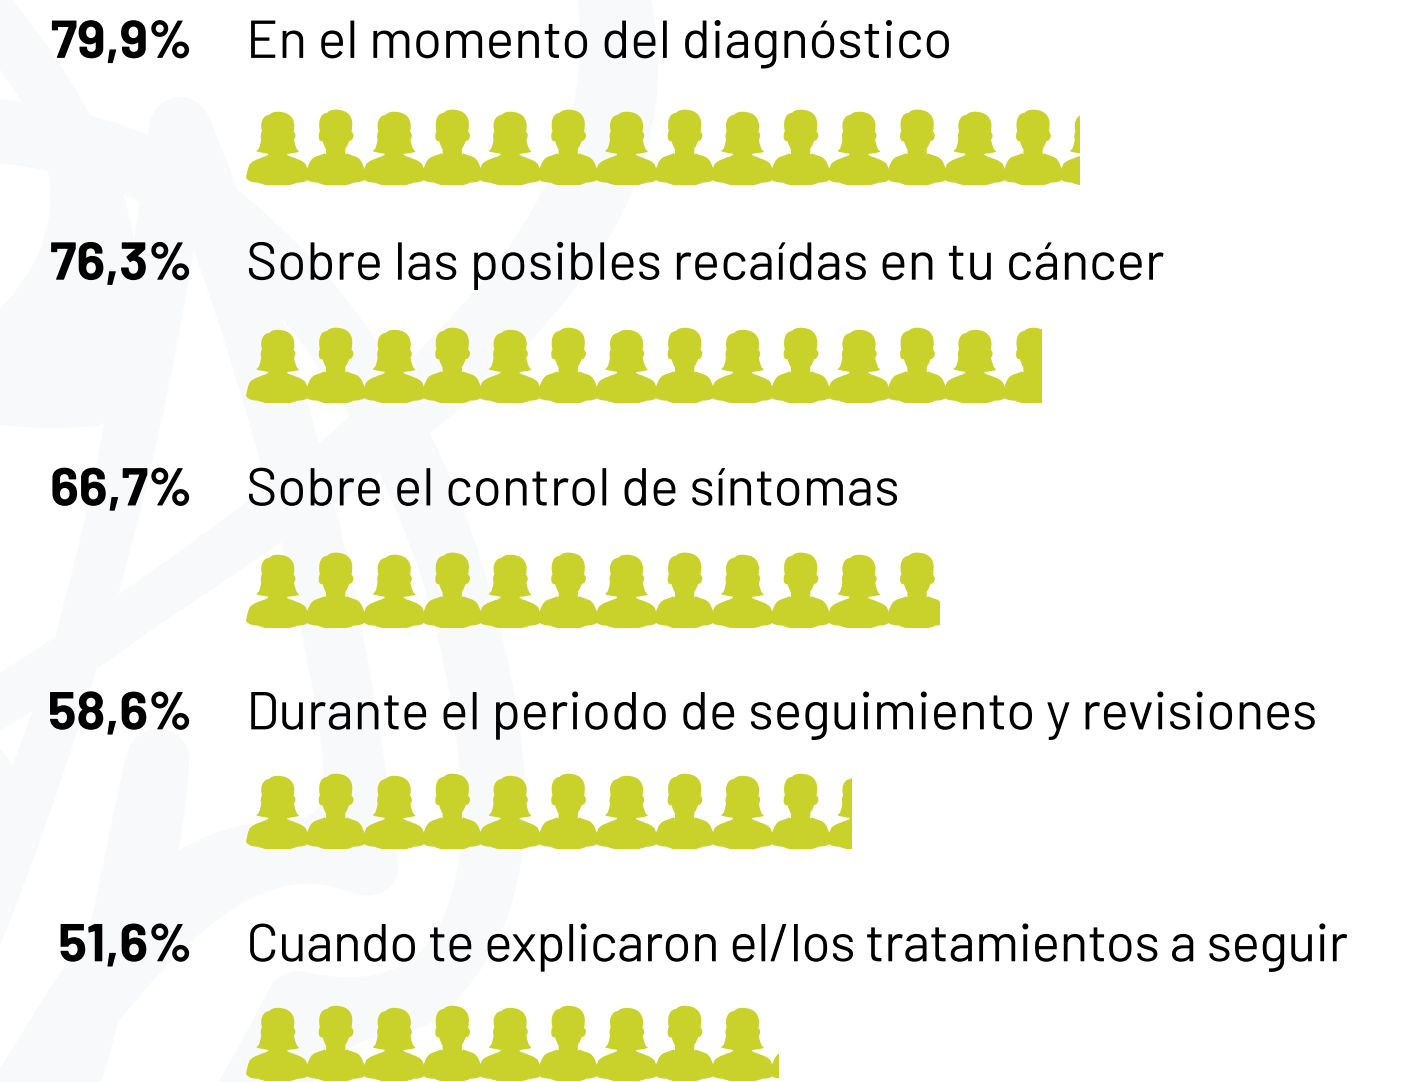 79,9% En el momento del diagnóstico
76,3% Sobre las posibles recaídas en tu cáncer
66,7% Sobre el control de síntomas
58,6% Durante el periodo de seguimiento y revisiones
51,6% Cuando te explicaron el/los tratamientos a seguir